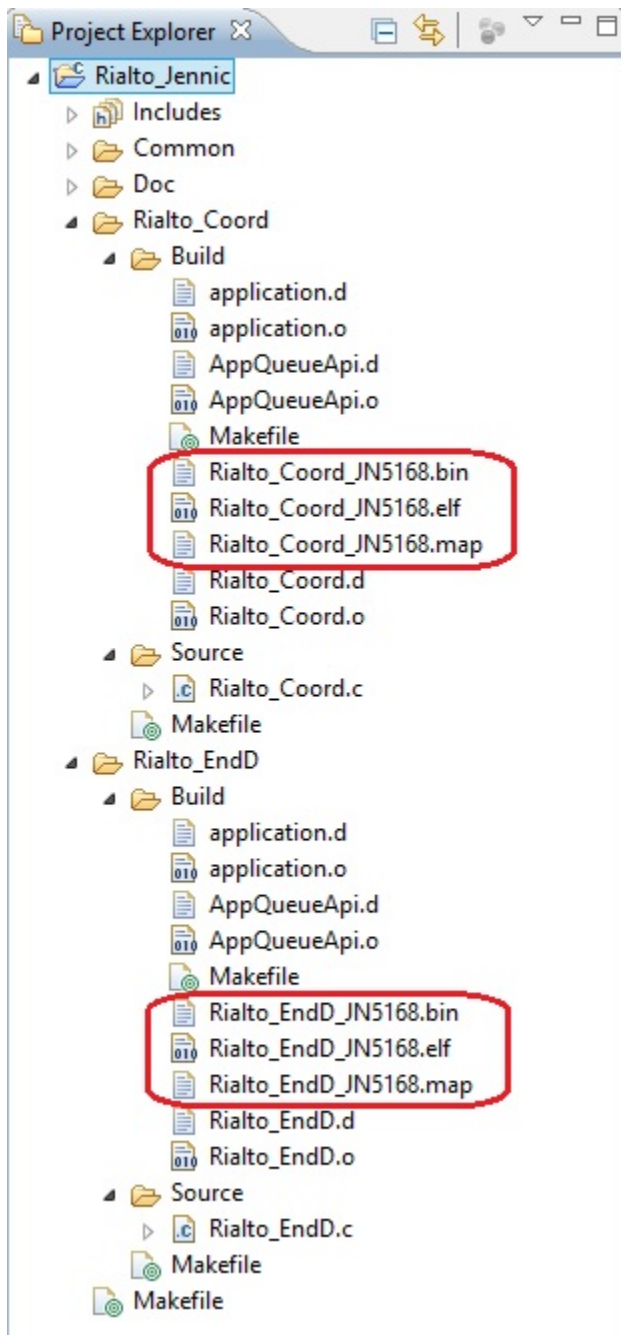 Project Explorer
Rialto_Jennic
Includes
Common
Doc
Rialto_Coord
Build
application.d
application.o
AppQueueApi.d
AppQueueApi.o
Makefile
Rialto_Coord_JN5168.bin
Rialto_Coord_JN5168.elf
Rialto_Coord_JN5168.map
Rialto_Coord.d
Rialto_Coord.o
Source
Rialto_Coord.c
Makefile
Rialto_EndD
Build
application.d
application.o
AppQueueApi.d
AppQueueApi.o
Makefile
Rialto_EndD_JN5168.bin
Rialto_EndD_JN5168.elf
Rialto_EndD_JN5168.map
Rialto_EndD.d
Rialto_EndD.o
Source
Rialto_EndD.c
Makefile
Makefile